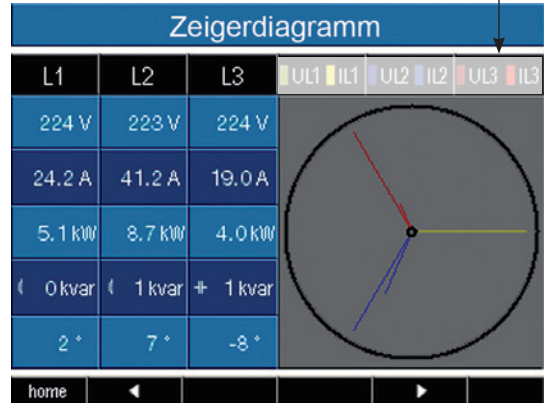 Zeigerdiagramm
L1 L2 L3 UL1 IL1 UL2 IL2 UL3 IL3
224 V 223 V 224 V
24.2 A 41.2 A 19.0 A
5.1 kW 8.7 kW 4.0 kW
0 kvar 1 kvar 1 kvar
2 ° 7 ° -8 °
home